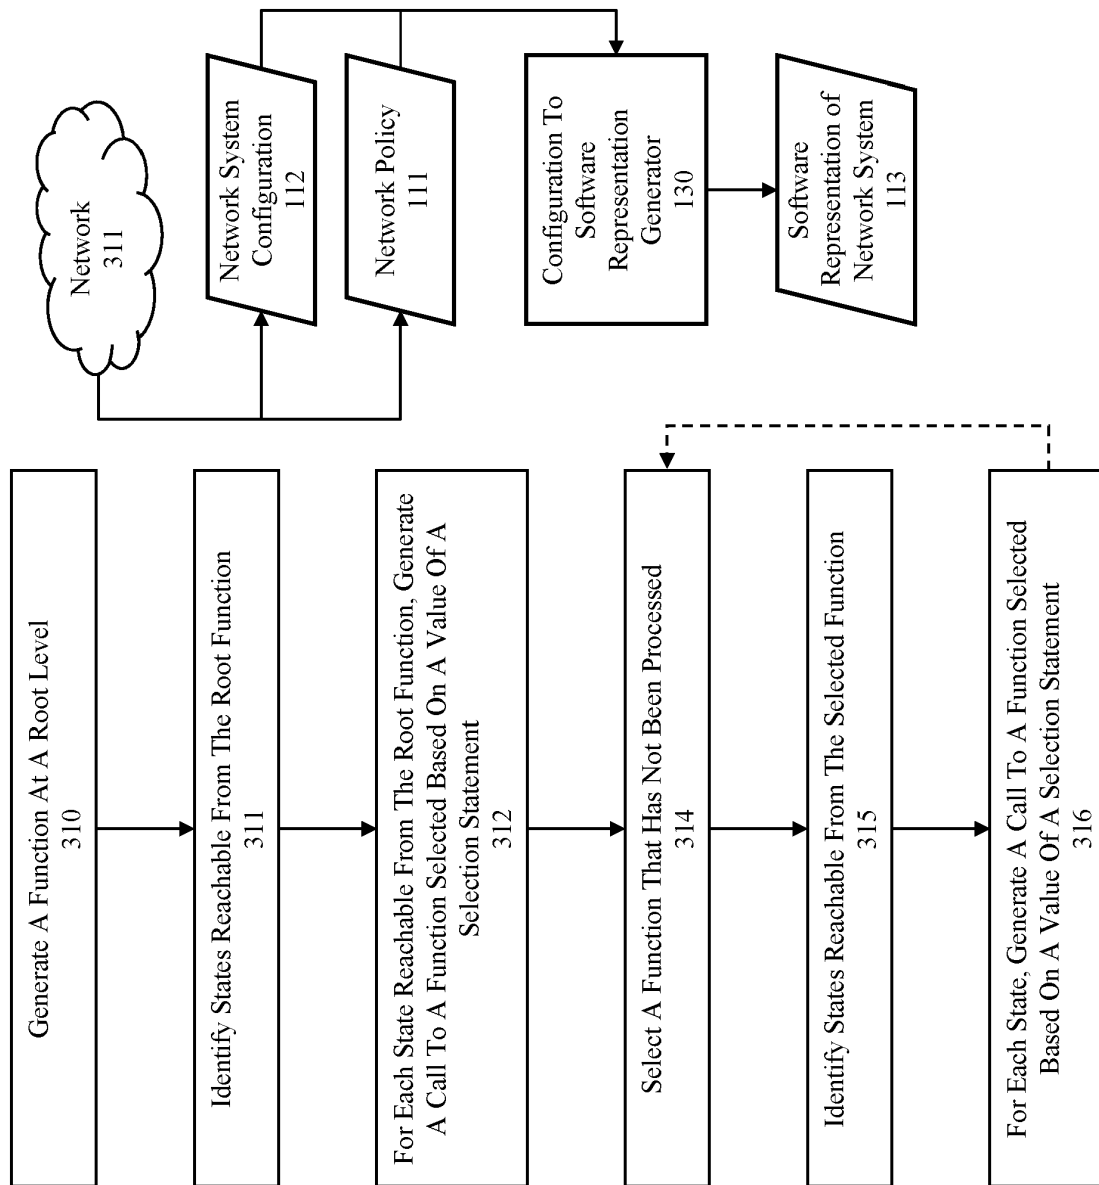 Generate A Function At A Root Level
310
Identify States Reachable From The Root Function
311
For Each State Reachable From The Root Function, Generate
A Call To A Function Selected Based On A Value Of A
Selection Statement
312
Select A Function That Has Not Been Processed
314
Identify States Reachable From The Selected Function
315
For Each State, Generate A Call To A Function Selected
Based On A Value Of A Selection Statement
316
Network
311
Network System
Configuration
112
Network Policy
111
Configuration To
Software
Representation
Generator
130
Software
Representation of
Network System
113